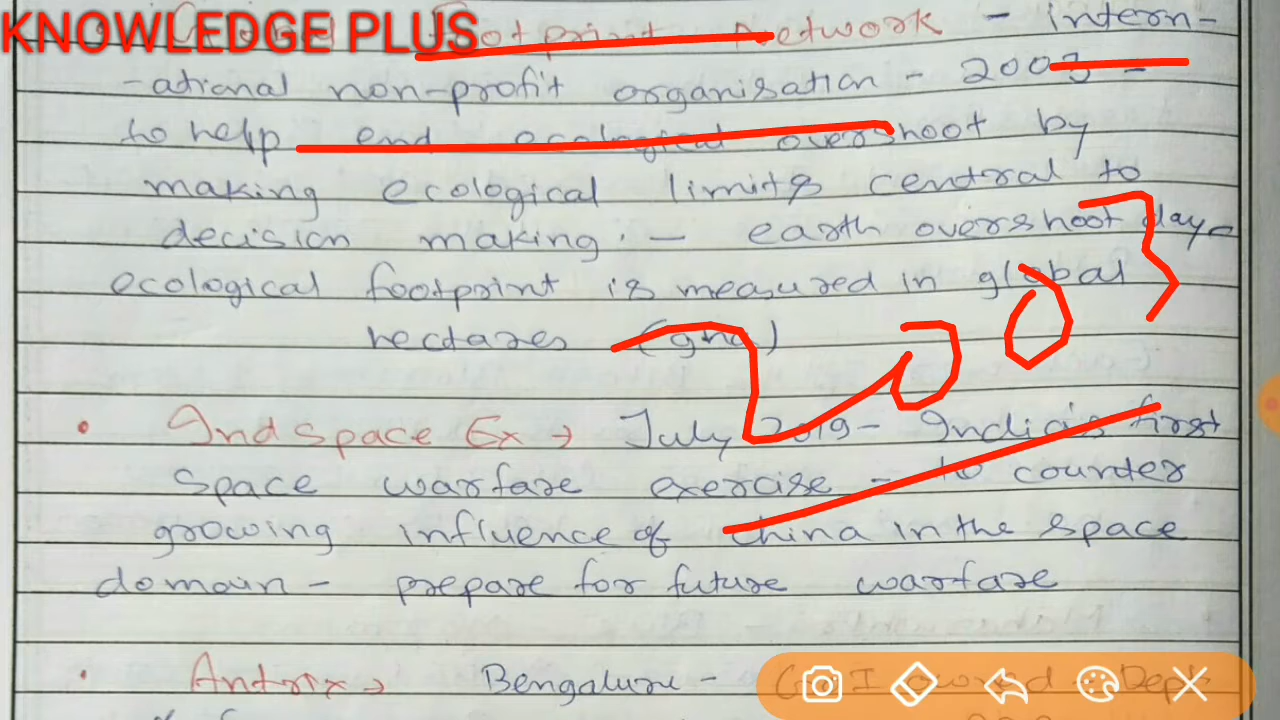 KNOWLEDGE PLUS
Footprint Network - intern-
-ational non-profit organisation - 2003 -
to help end ecological overshoot by
making ecological limits central to
decision making. - earth overshoot day -
ecological footprint is measured in global
hectares (gha)
• Indspace Ex → July 2019 - India's first
space warfare exercise - to counter
growing influence of china in the space
domain - prepare for future warfare
• Antrix → Bengaluru - GoI owned - Dept